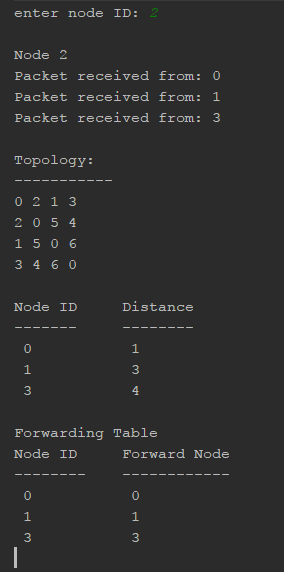 enter node ID: 2
Node 2
Packet received from: 0
Packet received from: 1
Packet received from: 3
Topology:
-----------
0 2 1 3
2 0 5 4
1 5 0 6
3 4 6 0
Node ID Distance
------- --------
0 1
1 3
3 4
Forwarding Table
Node ID Forward Node
-------- ------------
0 0
1 1
3 3